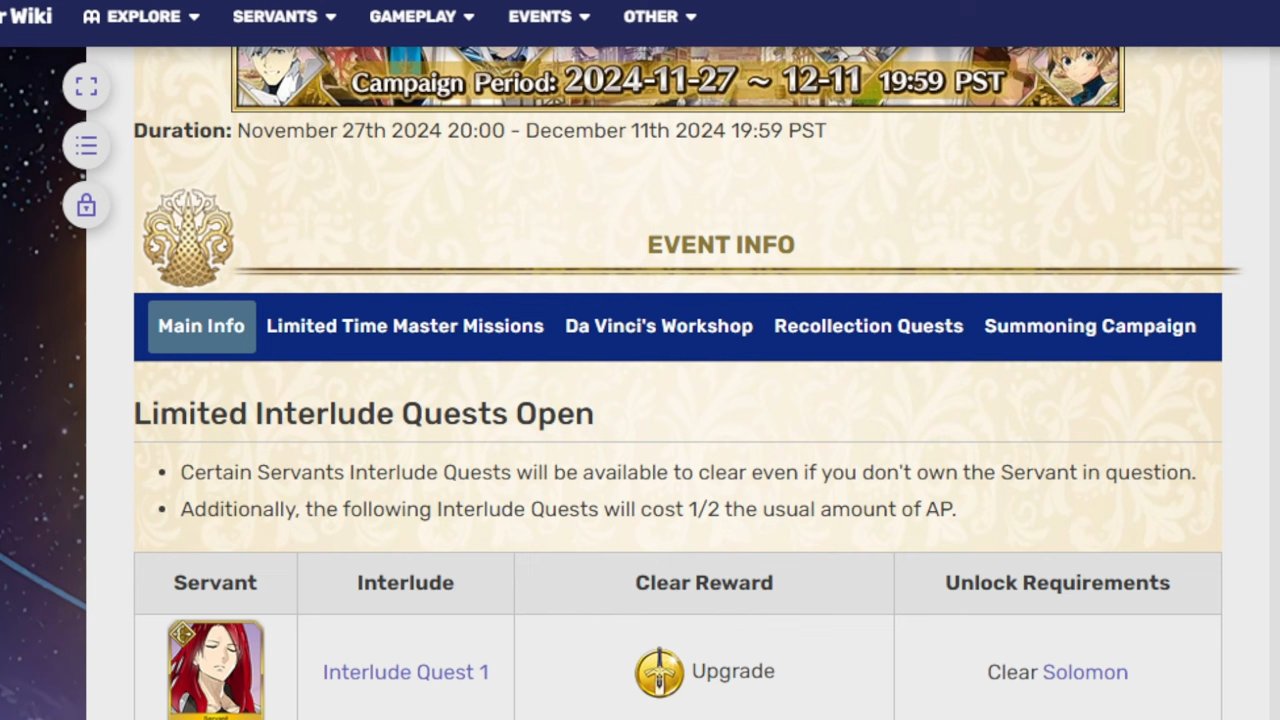 r Wiki EXPLORE SERVANTS GAMEPLAY EVENTS OTHER
Campaign Period: 2024-11-27 ~ 12-11 19:59 PST
Duration: November 27th 2024 20:00 - December 11th 2024 19:59 PST
EVENT INFO
Main Info Limited Time Master Missions Da Vinci's Workshop Recollection Quests Summoning Campaign
Limited Interlude Quests Open
• Certain Servants Interlude Quests will be available to clear even if you don't own the Servant in question.
• Additionally, the following Interlude Quests will cost 1/2 the usual amount of AP.
Servant Interlude Clear Reward Unlock Requirements
Interlude Quest 1 Upgrade Clear Solomon
Servant